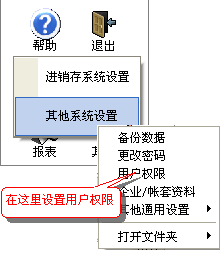 帮助 退出
进销存系统设置
其他系统设置
备份数据
更改密码
用户权限
在这里设置用户权限
企业/帐套资料
其他通用设置
打开文件夹
报表 其